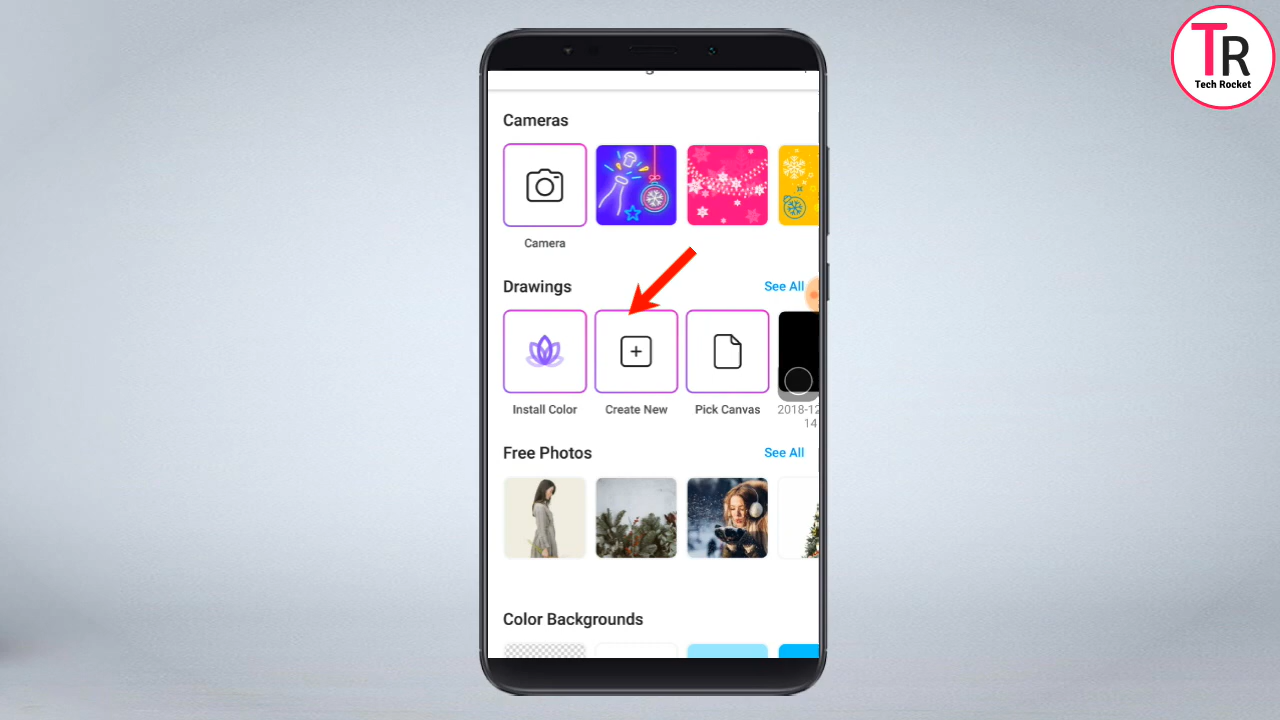 TR
Tech Rocket
Cameras
Camera
Drawings See All
Install Color Create New Pick Canvas 2018-12
14
Free Photos See All
Color Backgrounds